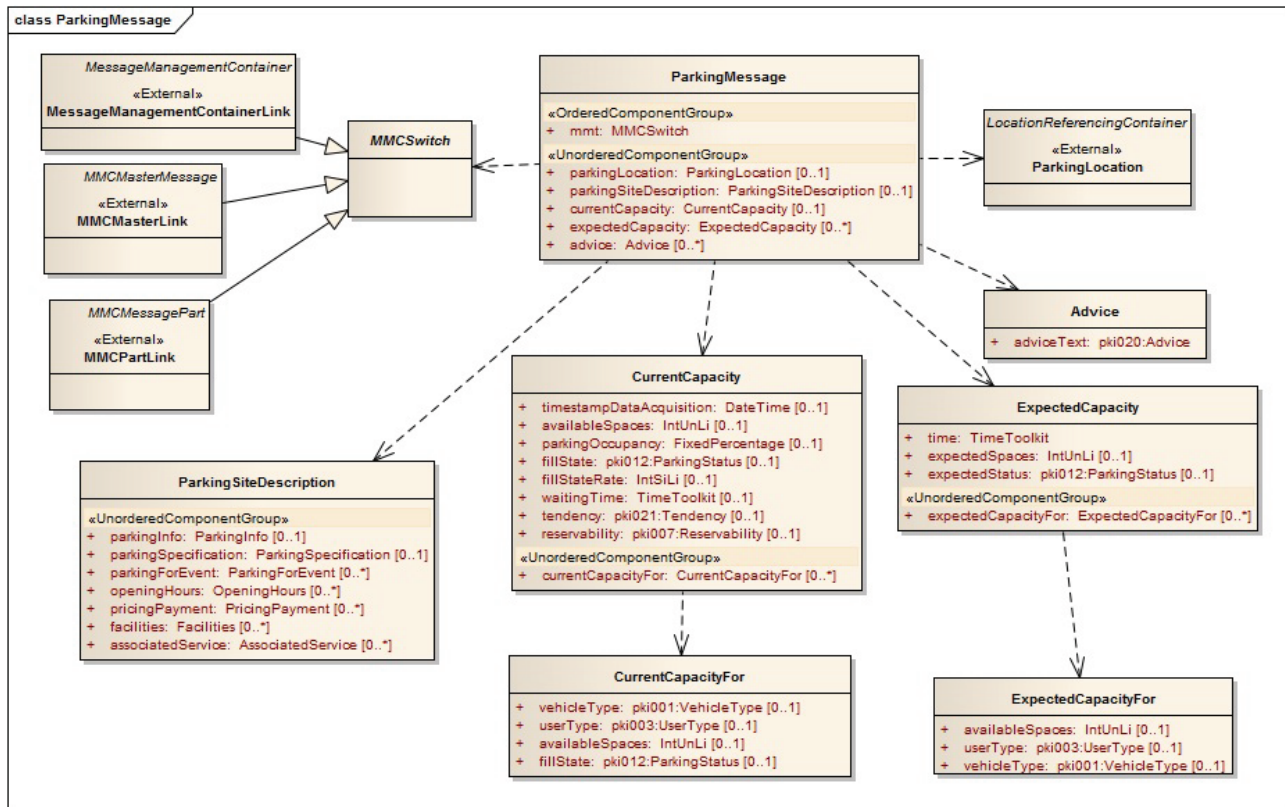 class ParkingMessage
MessageManagementContainer
«External»
MessageManagementContainerLink
MMCMasterMessage
«External»
MMCMasterLink
MMCMessagePart
«External»
MMCPartLink
MMCSwitch
ParkingMessage
«OrderedComponentGroup»
+ mmt: MMCSwitch
«UnorderedComponentGroup»
+ parkingLocation: ParkingLocation [0..1]
+ parkingSiteDescription: ParkingSiteDescription [0..1]
+ currentCapacity: CurrentCapacity [0..1]
+ expectedCapacity: ExpectedCapacity [0..*]
+ advice: Advice [0..*]
LocationReferencingContainer
«External»
ParkingLocation
Advice
+ adviceText: pki020:Advice
CurrentCapacity
+ timestampDataAcquisition: DateTime [0..1]
+ availableSpaces: IntUnLi [0..1]
+ parkingOccupancy: FixedPercentage [0..1]
+ fillState: pki012:ParkingStatus [0..1]
+ fillStateRate: IntSiLi [0..1]
+ waitingTime: TimeToolkit [0..1]
+ tendency: pki021:Tendency [0..1]
+ reservability: pki007:Reservability [0..1]
«UnorderedComponentGroup»
+ currentCapacityFor: CurrentCapacityFor [0..*]
ExpectedCapacity
+ time: TimeToolkit
+ expectedSpaces: IntUnLi [0..1]
+ expectedStatus: pki012:ParkingStatus [0..1]
«UnorderedComponentGroup»
+ expectedCapacityFor: ExpectedCapacityFor [0..*]
ParkingSiteDescription
«UnorderedComponentGroup»
+ parkingInfo: ParkingInfo [0..1]
+ parkingSpecification: ParkingSpecification [0..1]
+ parkingForEvent: ParkingForEvent [0..*]
+ openingHours: OpeningHours [0..*]
+ pricingPayment: PricingPayment [0..*]
+ facilities: Facilities [0..*]
+ associatedService: AssociatedService [0..*]
CurrentCapacityFor
+ vehicleType: pki001:VehicleType [0..1]
+ userType: pki003:UserType [0..1]
+ availableSpaces: IntUnLi [0..1]
+ fillState: pki012:ParkingStatus [0..1]
ExpectedCapacityFor
+ availableSpaces: IntUnLi [0..1]
+ userType: pki003:UserType [0..1]
+ vehicleType: pki001:VehicleType [0..1]